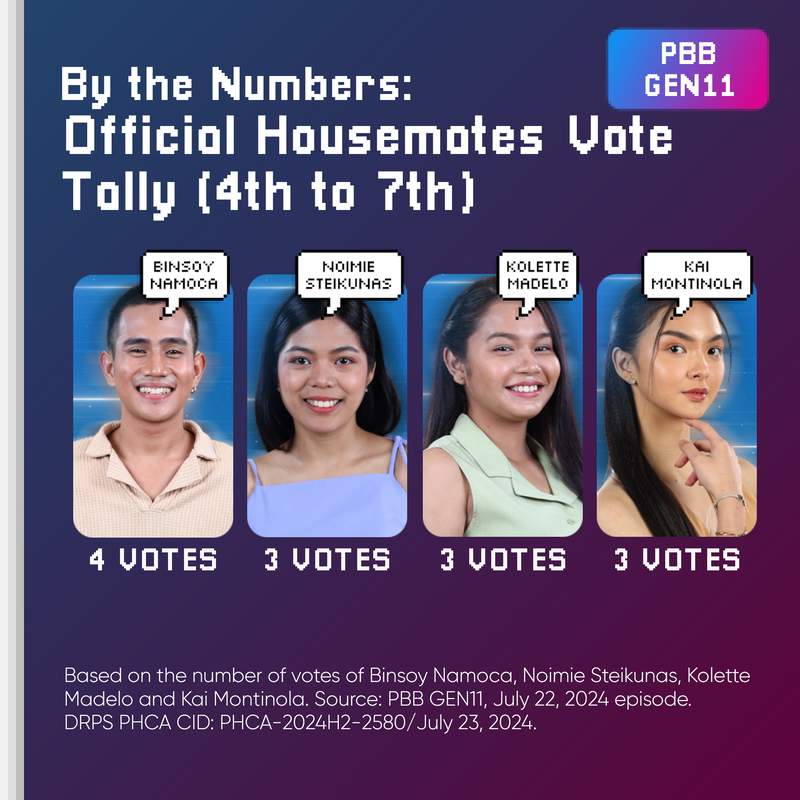 PBB
GEN11
By the Numbers:
Official Housemates Vote
Tally (4th to 7th)
BINSOY
NAMOCA
NOIMIE
STEIKUNAS
KOLETTE
MADELO
KAI
MONTINOLA
4 VOTES
3 VOTES
3 VOTES
3 VOTES
Based on the number of votes of Binsoy Namoca, Noimie Steikunas, Kolette
Madelo and Kai Montinola. Source: PBB GEN11, July 22, 2024 episode.
DRPS PHCA CID: PHCA-2024H2-2580/July 23, 2024.